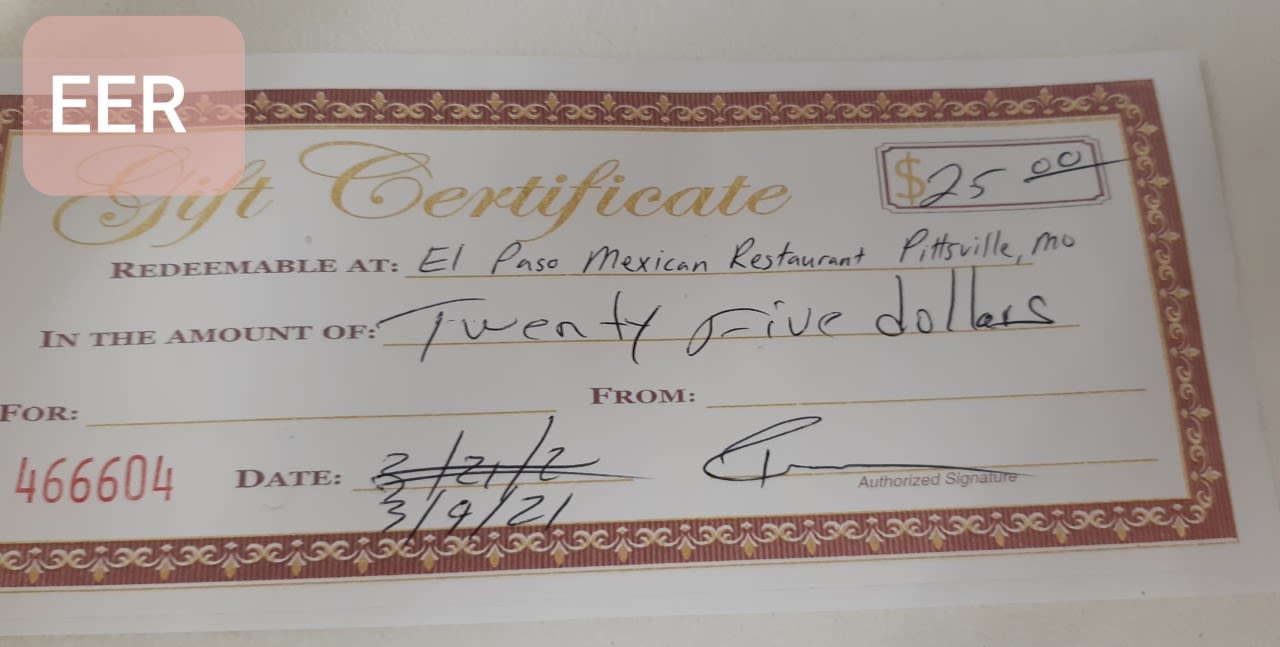 EER
Gift Certificate
$25 00
REDEEMABLE AT: El Paso Mexican Restaurant Pittsville, MO
IN THE AMOUNT OF: Twenty Five dollars
FOR:
FROM:
466604
DATE: 3/21/2
3/9/21
Authorized Signature